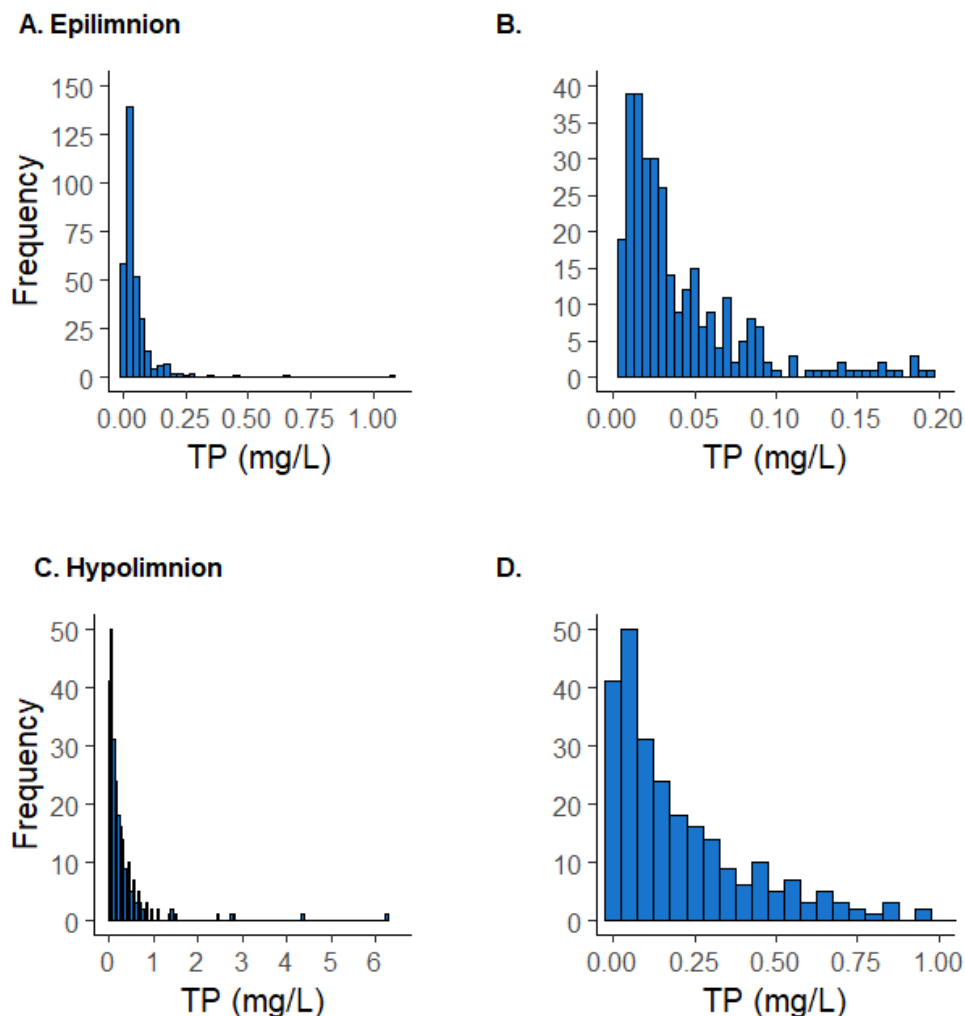 A. Epilimnion
B.
150
125
100
75
50
25
0
Frequency
0.00 0.25 0.50 0.75 1.00
TP (mg/L)
40
35
30
25
20
15
10
5
0
0.00 0.05 0.10 0.15 0.20
TP (mg/L)
C. Hypolimnion
D.
50
40
30
20
10
0
Frequency
0 1 2 3 4 5 6
TP (mg/L)
50
40
30
20
10
0
0.00 0.25 0.50 0.75 1.00
TP (mg/L)